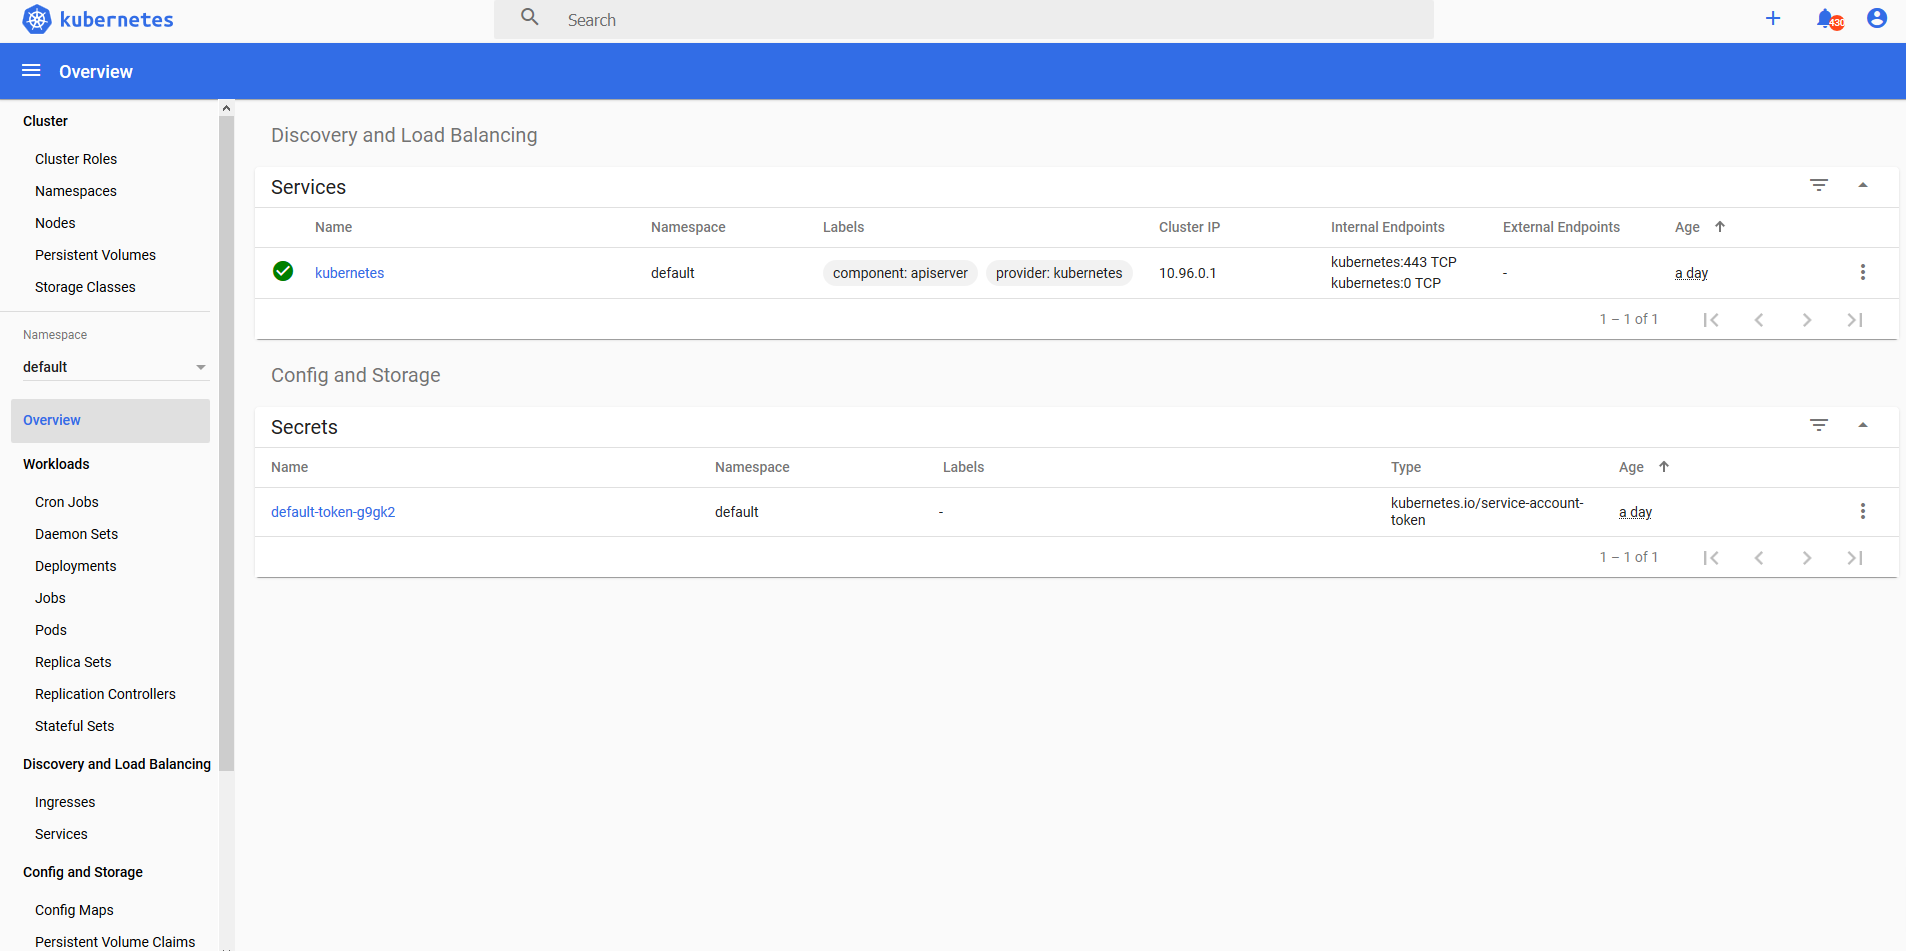 kubernetes
Search
430
Overview
Cluster
Cluster Roles
Namespaces
Nodes
Persistent Volumes
Storage Classes
Namespace
default
Overview
Workloads
Cron Jobs
Daemon Sets
Deployments
Jobs
Pods
Replica Sets
Replication Controllers
Stateful Sets
Discovery and Load Balancing
Ingresses
Services
Config and Storage
Config Maps
Persistent Volume Claims
Discovery and Load Balancing
Services
Name Namespace Labels Cluster IP Internal Endpoints External Endpoints Age
kubernetes default component: apiserver provider: kubernetes 10.96.0.1 kubernetes:443 TCP - a day
kubernetes:0 TCP
1 – 1 of 1
Config and Storage
Secrets
Name Namespace Labels Type Age
default-token-g9gk2 default - kubernetes.io/service-account- a day
token
1 – 1 of 1